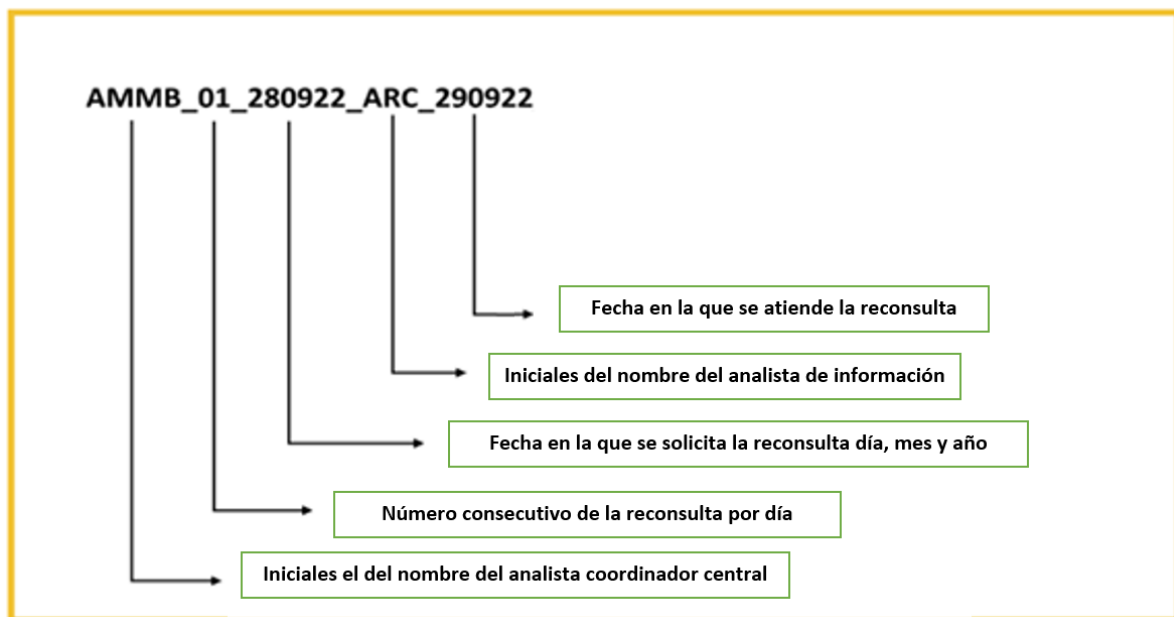 AMMB_01_280922_ARC_290922
Fecha en la que se atiende la reconsulta
Iniciales del nombre del analista de información
Fecha en la que se solicita la reconsulta día, mes y año
Número consecutivo de la reconsulta por día
Iniciales el del nombre del analista coordinador central